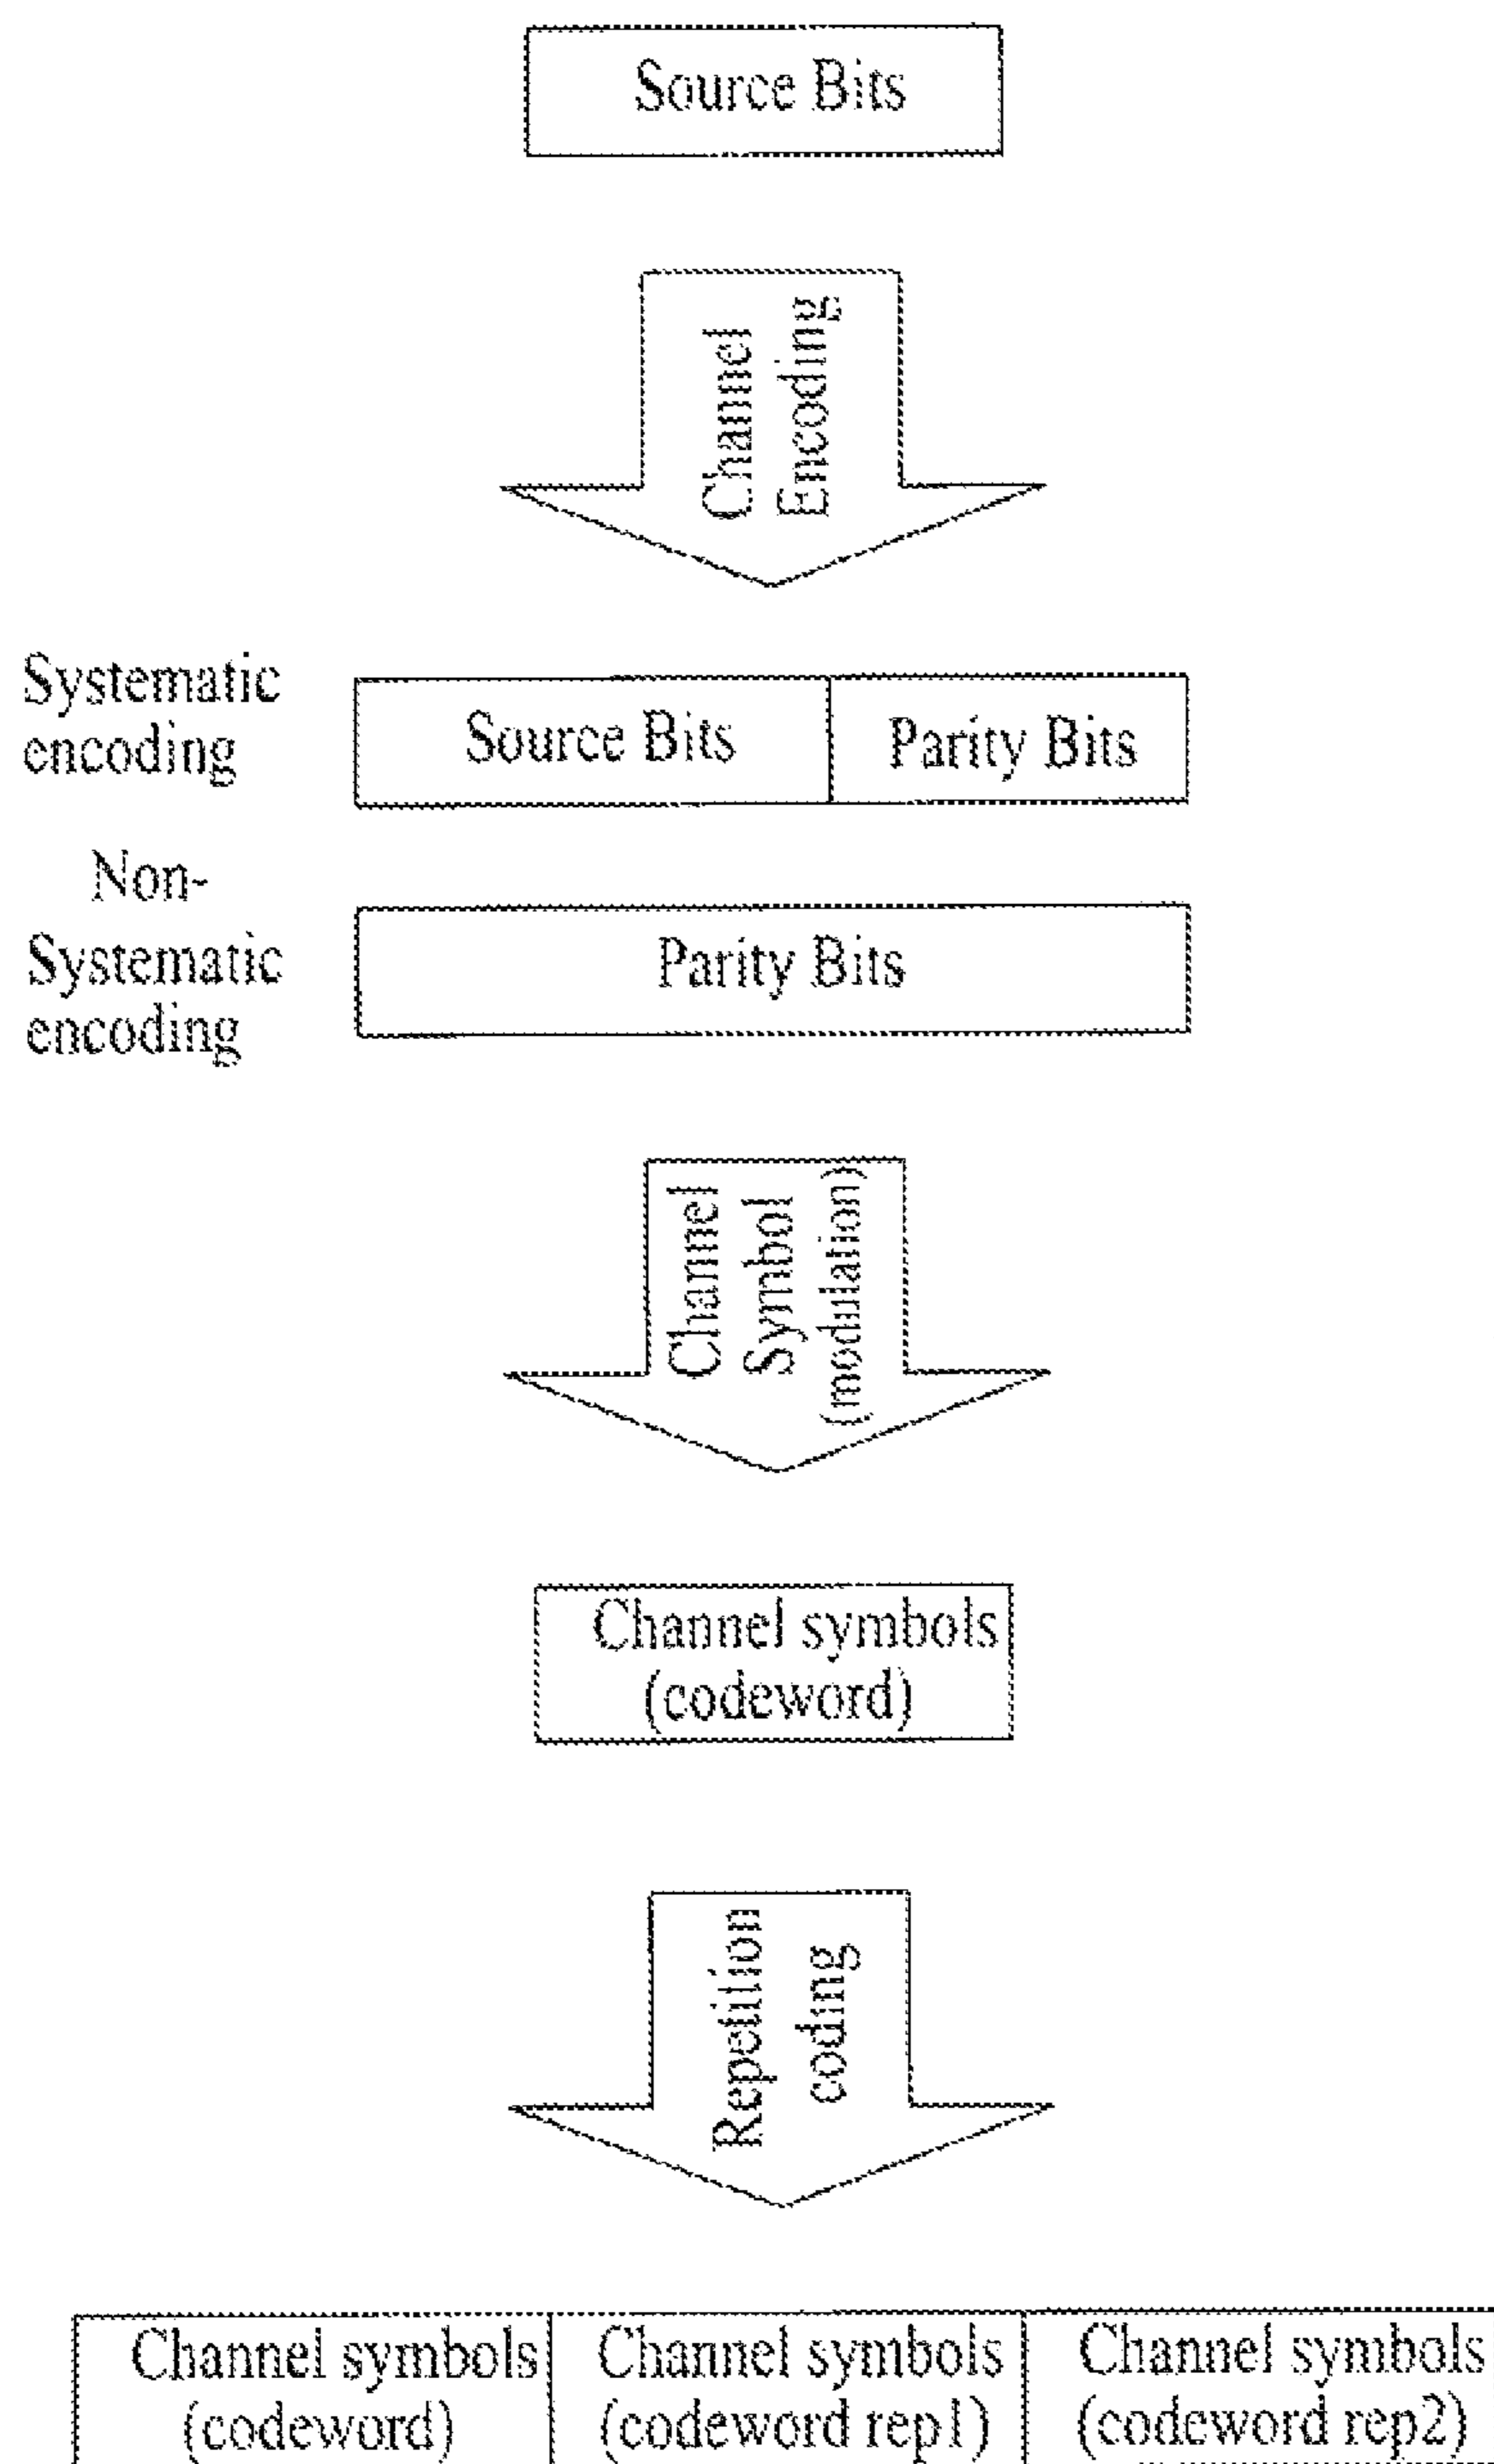 Source Bits
Channel
Encoding
Systematic
encoding
Source Bits
Parity Bits
Non-
Systematic
encoding
Parity Bits
Channel
Symbol
(modulation)
Channel symbols
(codeword)
Repetition
coding
Channel symbols
(codeword)
Channel symbols
(codeword rep1)
Channel symbols
(codeword rep2)